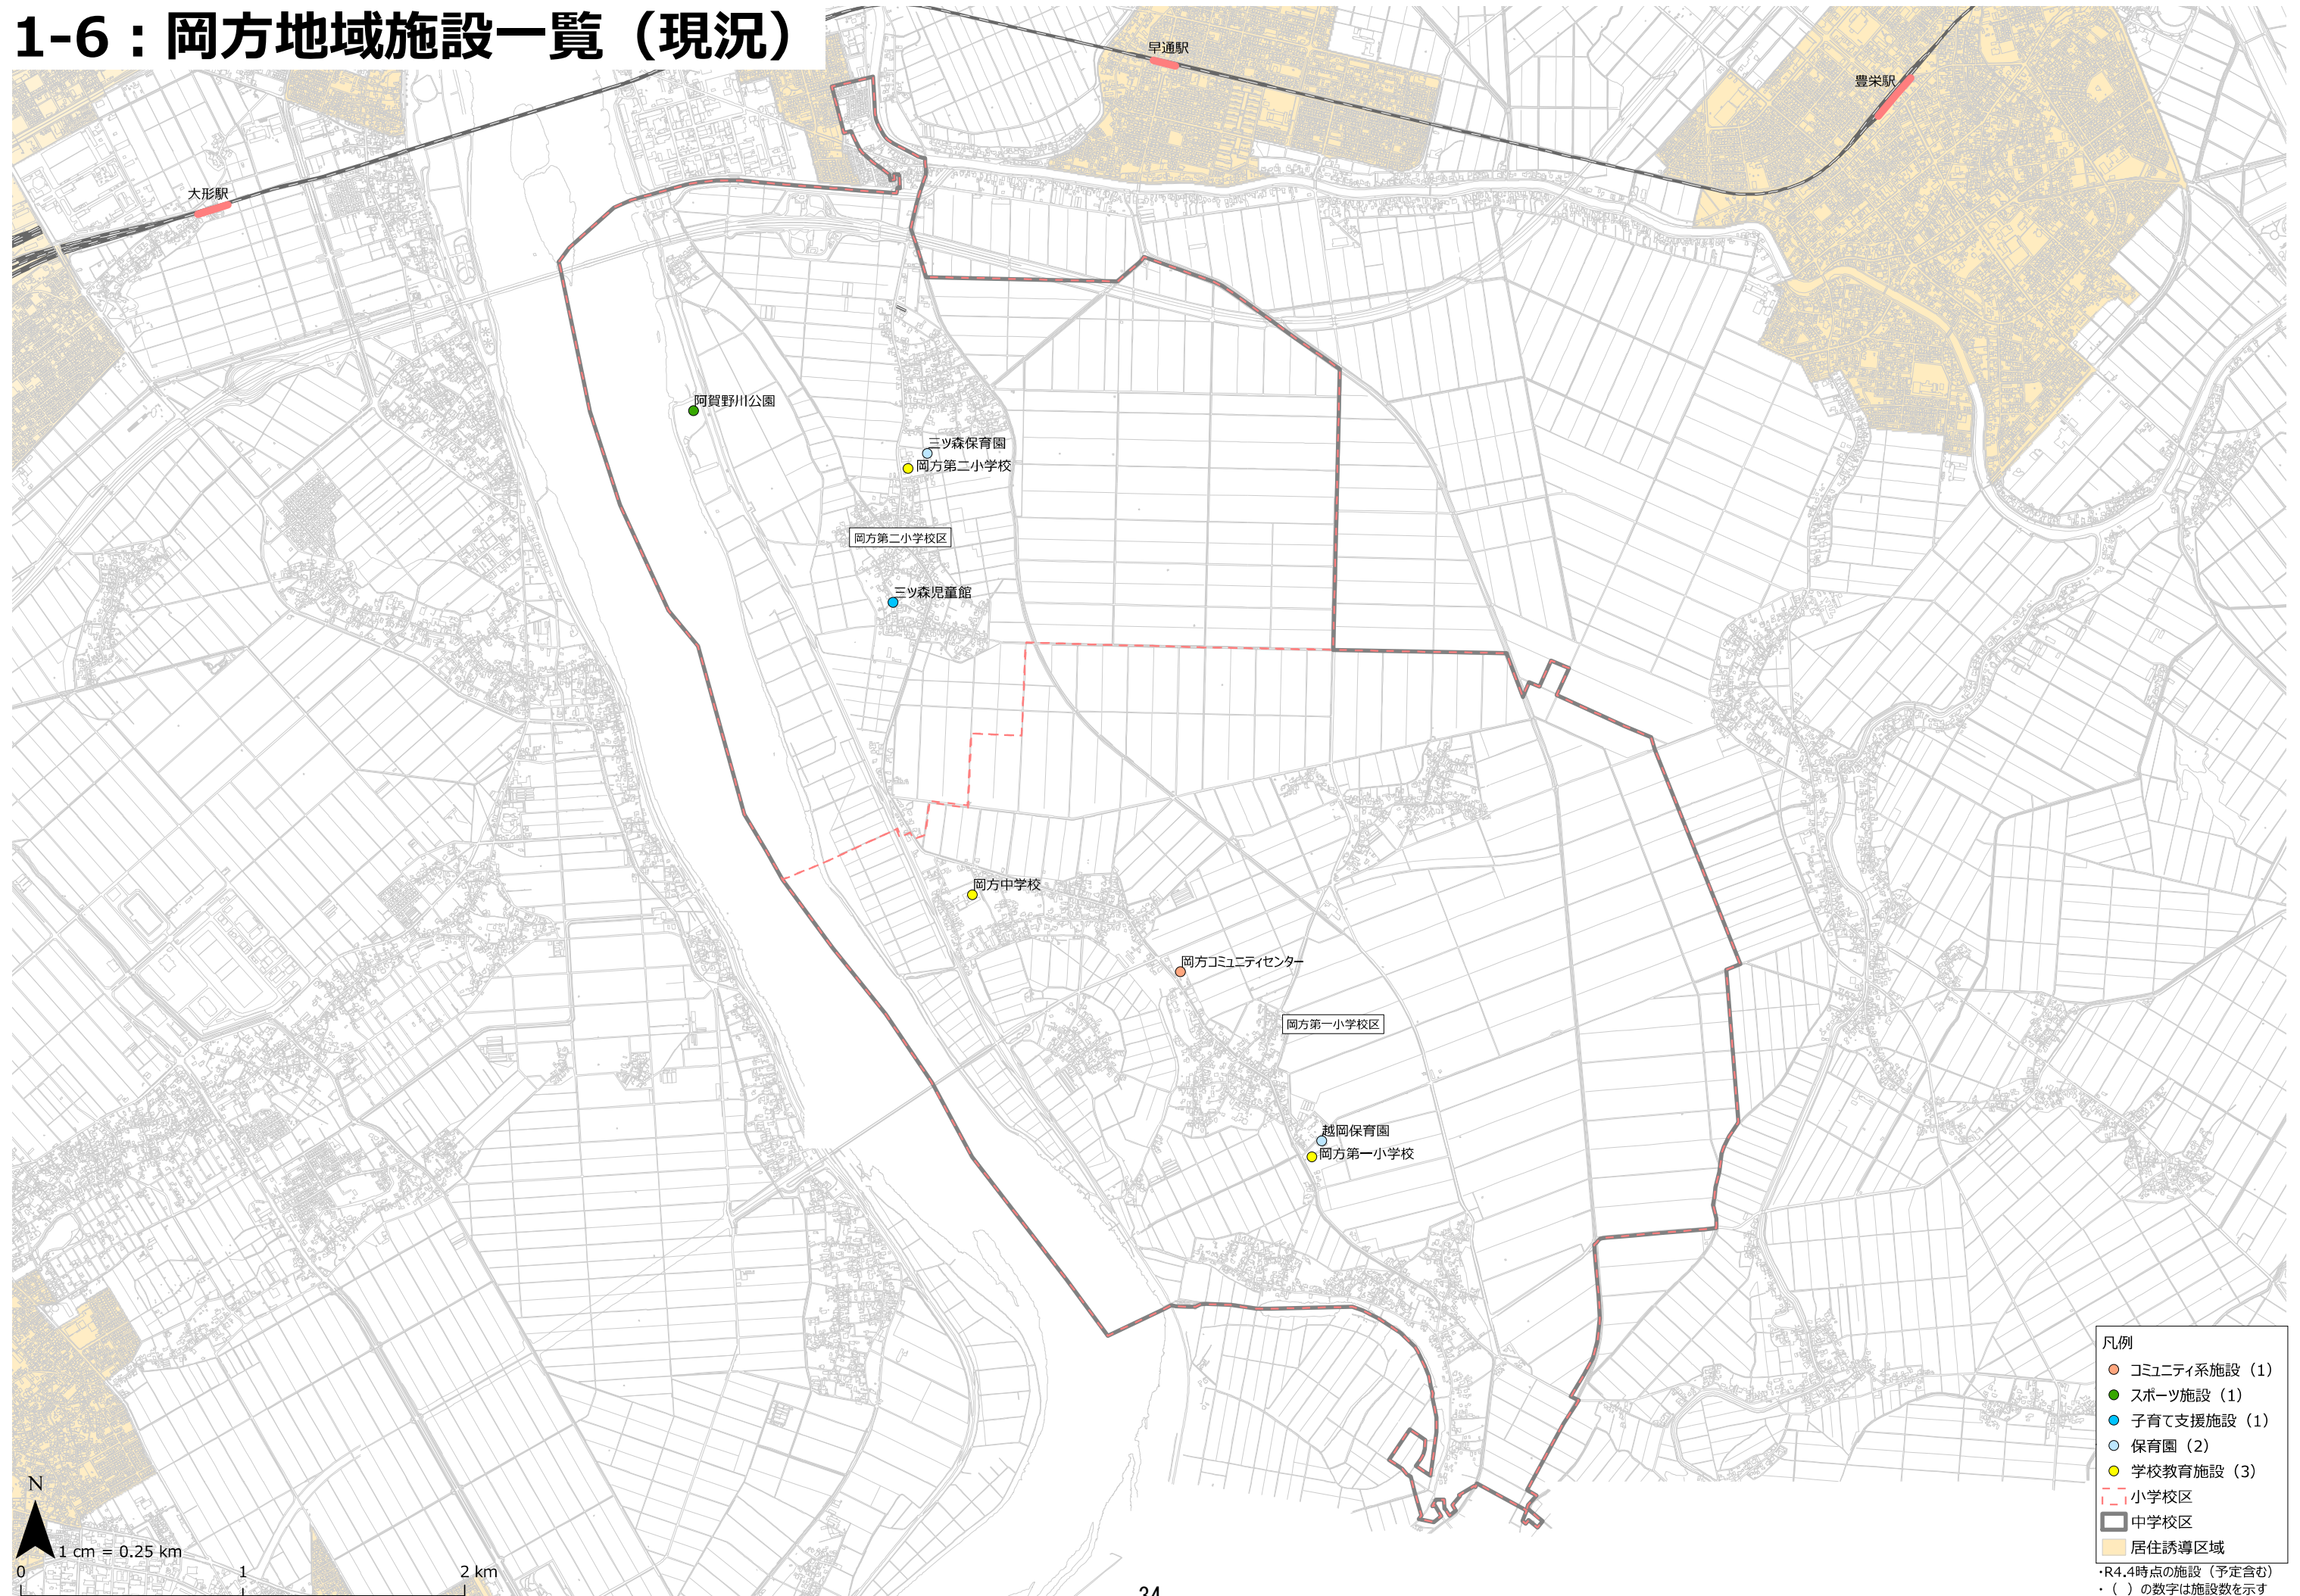 1-6：岡方地域施設一覧（現況）
早通駅
豊栄駅
大形駅
阿賀野川公園
三ツ森保育園
岡方第二小学校
岡方第二小学校区
三ツ森児童館
岡方中学校
岡方コミュニティセンター
岡方第一小学校区
越岡保育園
岡方第一小学校
凡例
コミュニティ系施設（1）
スポーツ施設（1）
子育て支援施設（1）
保育園（2）
学校教育施設（3）
小学校区
中学校区
居住誘導区域
・R4.4時点の施設（予定含む）
・（ ）の数字は施設数を示す
N
1 cm = 0.25 km
0 1 2 km
34